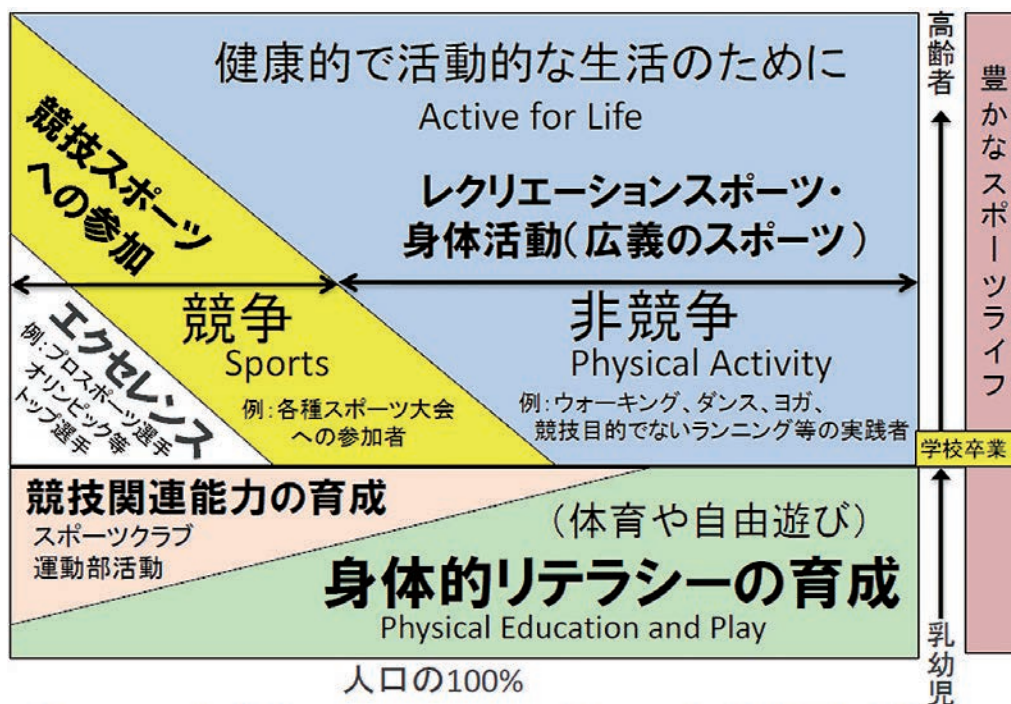 健康的で活動的な生活のために
Active for Life
競技スポーツ
への参加
レクリエーションスポーツ・
身体活動(広義のスポーツ)
エクセレンス
例:プロスポーツ選手
オリンピック等
トップ選手
競争
Sports
例:各種スポーツ大会
への参加者
非競争
Physical Activity
例:ウォーキング、ダンス、ヨガ、
競技目的でないランニング等の実践者
競技関連能力の育成
スポーツクラブ
運動部活動
(体育や自由遊び)
身体的リテラシーの育成
Physical Education and Play
人口の100%
高齢者
学校卒業
乳幼児
豊かなスポーツライフ